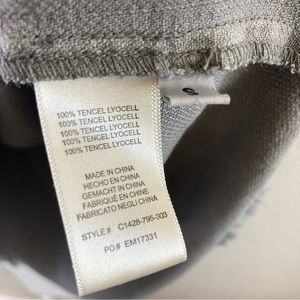 100% TENCEL LYOCELL
100% TENCEL LYOCELL
100% TENCEL LYOCELL
100% TENCEL LYOCELL
100% TENCEL LYOCELL
MADE IN CHINA
HECHO EN CHINA
GEMACHT IN CHINA
FABRIQUÉ EN CHINE
FABRICATO NEGLI CHINA
STYLE# C1428-795-303
PO# EM17331